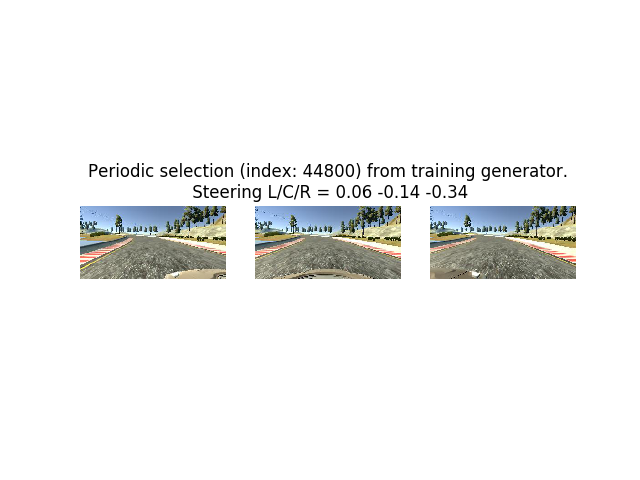 Periodic selection (index: 44800) from training generator.
Steering L/C/R = 0.06 -0.14 -0.34